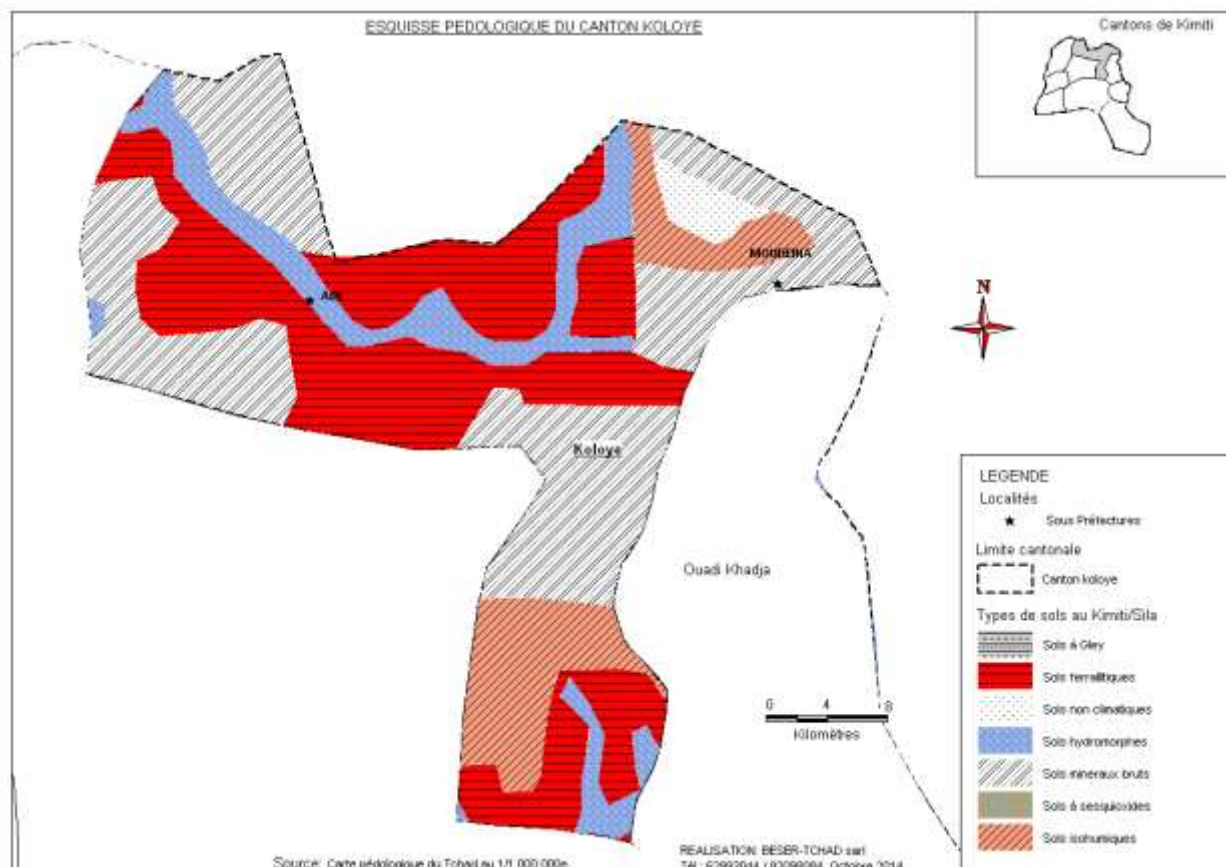 ESQUISSE PEDOLOGIQUE DU CANTON KOLOYE
Cantons de Kimiti
MOGDEINA
N
Ade
Koloye
Ouadi Khadja
0 4 8
Kilomètres
LEGENDE
Localités
Sous Préfectures
Limite cantonale
Canton koloye
Types de sols au Kimiti/Sila
Sols à Gley
Sols ferrallitiques
Sols non climatiques
Sols hydromorphes
Sols mineraux bruts
Sols à sesquioxides
Sols isohumiques
Source: Carte pédologique du Tchad au 1/1 000 000e
REALISATION: BESER-TCHAD sarl
Octobre 2014